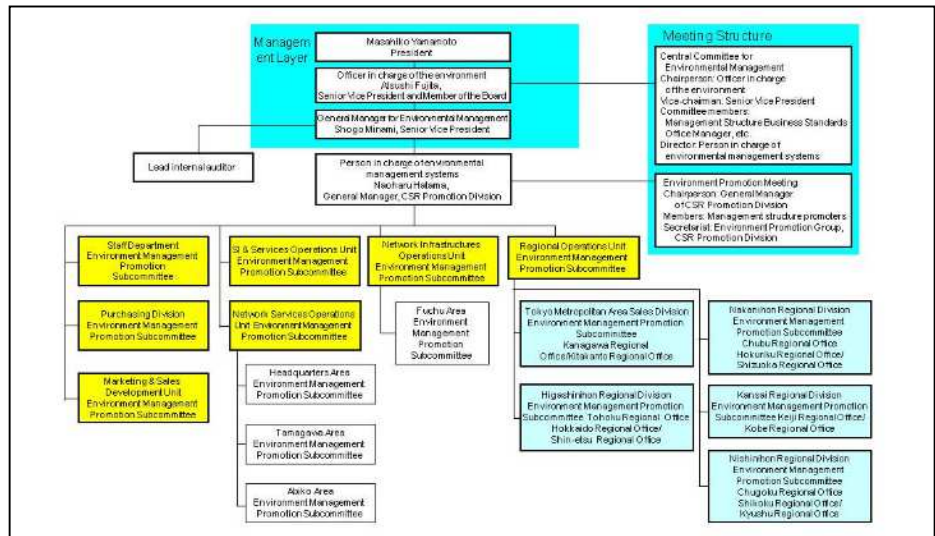 Managem
ent Layer
Masahiko Yamamoto
President
Officer in charge of the environment
Atsushi Fujita,
Senior Vice President and Member of the Board
General Manager for Environmental Management
Shogo Minami, Senior Vice President
Lead internal auditor
Person in charge of environmental
management systems
Naoharu Hatama,
General Manager, CSR Promotion Division
Meeting Structure
Central Committee for
Environmental Management
Chairperson: Officer in charge
of the environment
Vice-chairman: Senior Vice President
Committee members:
Management Structure Business Standards
Office Manager, etc.
Director: Person in charge of
environmental management systems
Environment Promotion Meeting
Chairperson: General Manager
of CSR Promotion Division
Members: Management structure promoters
Secretariat: Environment Promotion Group,
CSR Promotion Division
Staff Department
Environment Management
Promotion
Subcommittee
Purchasing Division
Environment Management
Promotion Subcommittee
Marketing & Sales
Development Unit
Environment Management
Promotion Subcommittee
SI & Services Operations Unit
Environment Management
Promotion Subcommittee
Network Services Operations
Unit Environment Management
Promotion Subcommittee
Headquarters Area
Environment Management
Promotion Subcommittee
Tamagawa Area
Environment Management
Promotion Subcommittee
Abiko Area
Environment Management
Promotion Subcommittee
Network Infrastructures
Operations Unit
Environment Management
Promotion Subcommittee
Fuchu Area
Environment
Management
Promotion
Subcommittee
Regional Operations Unit
Environment Management
Promotion Subcommittee
Tokyo Metropolitan Area Sales Division
Environment Management Promotion
Subcommittee
Kanagawa Regional
Office/Kitakanto Regional Office
Higashinihon Regional Division
Environment Management Promotion
Subcommittee Tohoku Regional Office
Hokkaido Regional Office/
Shin-etsu Regional Office
Nakanihon Regional Division
Environment Management
Promotion Subcommittee
Chubu Regional Office
Hokuriku Regional Office/
Shizuoka Regional Office
Kansai Regional Division
Environment Management Promotion
Subcommittee Keiji Regional Office/
Kobe Regional Office
Nishinihon Regional Division
Environment Management
Promotion Subcommittee
Chugoku Regional Office
Shikoku Regional Office/
Kyushu Regional Office